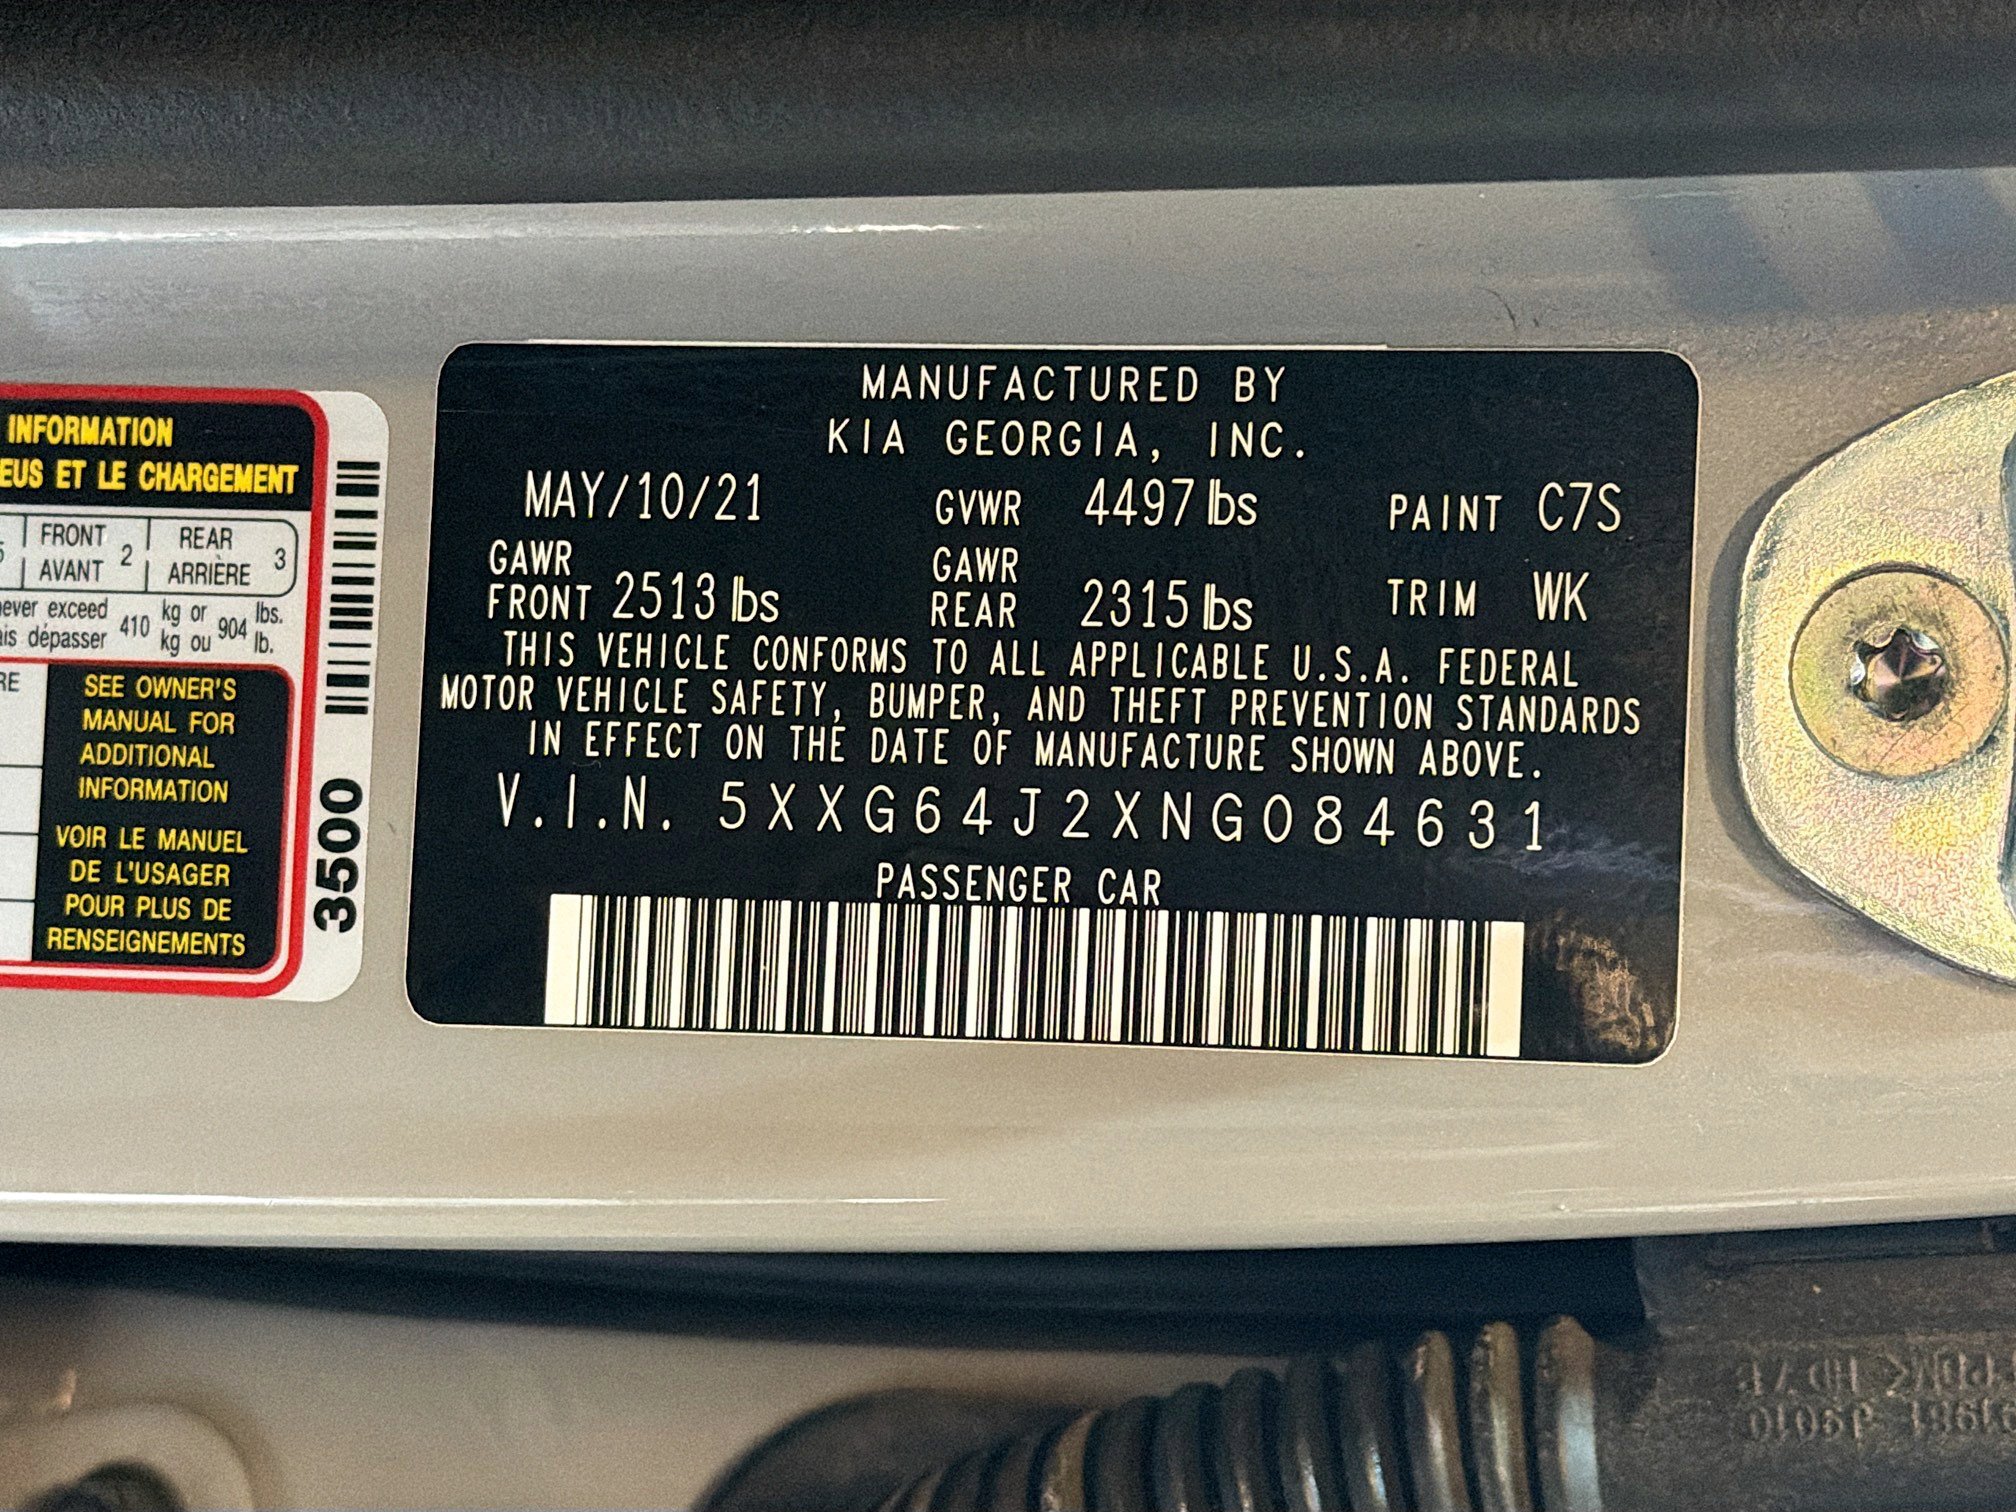 INFORMATION
EUS ET LE CHARGEMENT
FRONT 2 REAR 3
AVANT ARRIÈRE
ever exceed 410 kg or 904 lbs.
is dépasser kg ou lb.
RE
SEE OWNER'S
MANUAL FOR
ADDITIONAL
INFORMATION
VOIR LE MANUEL
DE L'USAGER
POUR PLUS DE
RENSEIGNEMENTS
3500
MANUFACTURED BY
KIA GEORGIA, INC.
MAY/10/21 GVWR 4497 lbs PAINT C7S
GAWR FRONT 2513 lbs GAWR REAR 2315 lbs TRIM WK
THIS VEHICLE CONFORMS TO ALL APPLICABLE U.S.A. FEDERAL
MOTOR VEHICLE SAFETY, BUMPER, AND THEFT PREVENTION STANDARDS
IN EFFECT ON THE DATE OF MANUFACTURE SHOWN ABOVE.
V.I.N. 5XXG64J2XNG084631
PASSENGER CAR